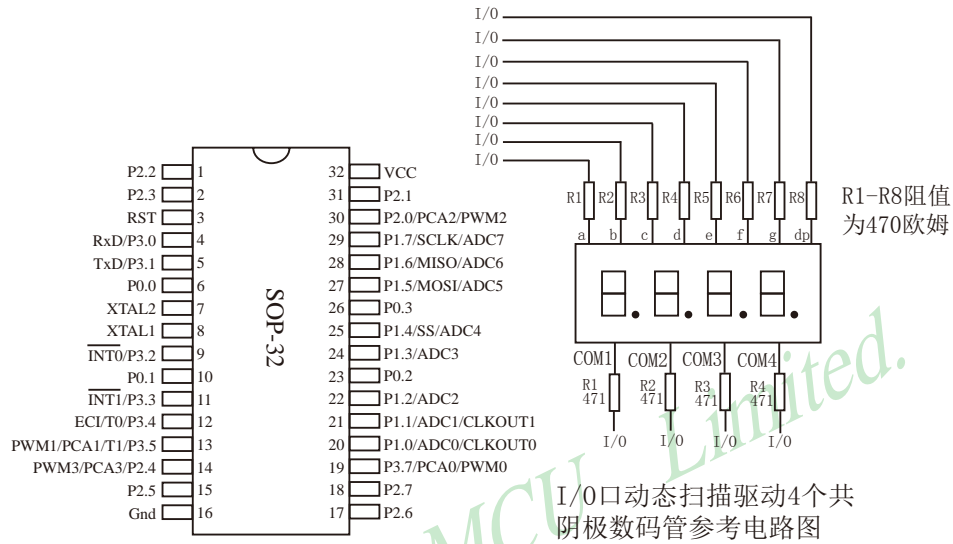 P2.2 1
P2.3 2
RST 3
RxD/P3.0 4
TxD/P3.1 5
P0.0 6
XTAL2 7
XTAL1 8
INT0/P3.2 9
P0.1 10
INT1/P3.3 11
ECI/T0/P3.4 12
PWM1/PCA1/T1/P3.5 13
PWM3/PCA3/P2.4 14
P2.5 15
Gnd 16
SOP-32
32 VCC
31 P2.1
30 P2.0/PCA2/PWM2
29 P1.7/SCLK/ADC7
28 P1.6/MISO/ADC6
27 P1.5/MOSI/ADC5
26 P0.3
25 P1.4/SS/ADC4
24 P1.3/ADC3
23 P0.2
22 P1.2/ADC2
21 P1.1/ADC1/CLKOUT1
20 P1.0/ADC0/CLKOUT0
19 P3.7/PCA0/PWM0
18 P2.7
17 P2.6
I/O
I/O
I/O
I/O
I/O
I/O
I/O
I/O
R1 R2 R3 R4 R5 R6 R7 R8
a b c d e f g dp
R1-R8阻值
为470欧姆
COM1 COM2 COM3 COM4
R1 R2 R3 R4
471 471 471 471
I/O I/O I/O I/O
I/O口动态扫描驱动4个共
阴极数码管参考电路图
MCU Limited.